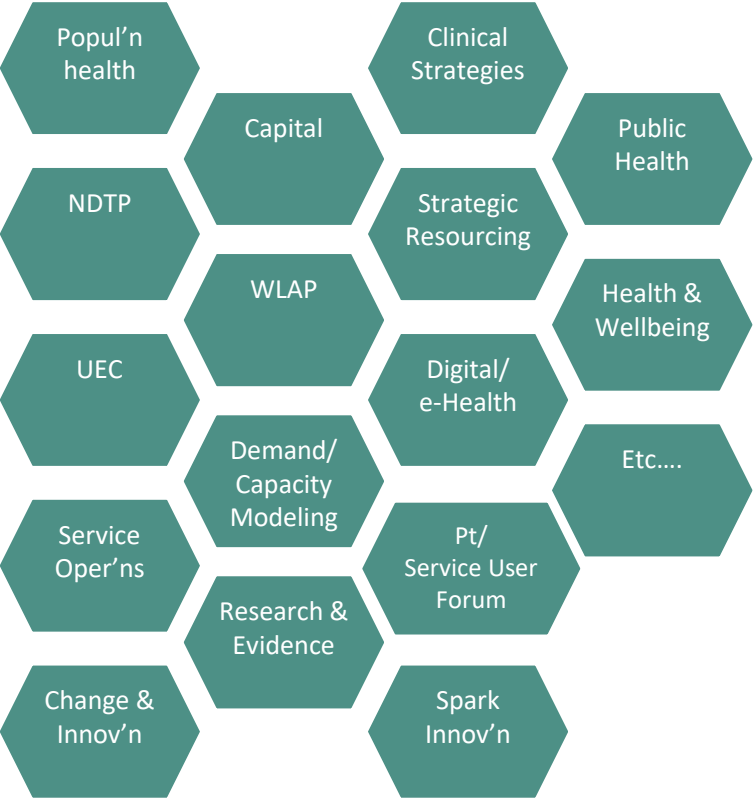 Popul’n
health
Clinical
Strategies
Capital
Public
Health
NDTP
Strategic
Resourcing
WLAP
Health &
Wellbeing
UEC
Digital/
e-Health
Demand/
Capacity
Modeling
Etc....
Service
Oper’ns
Pt/
Service User
Forum
Research &
Evidence
Change &
Innov’n
Spark
Innov’n